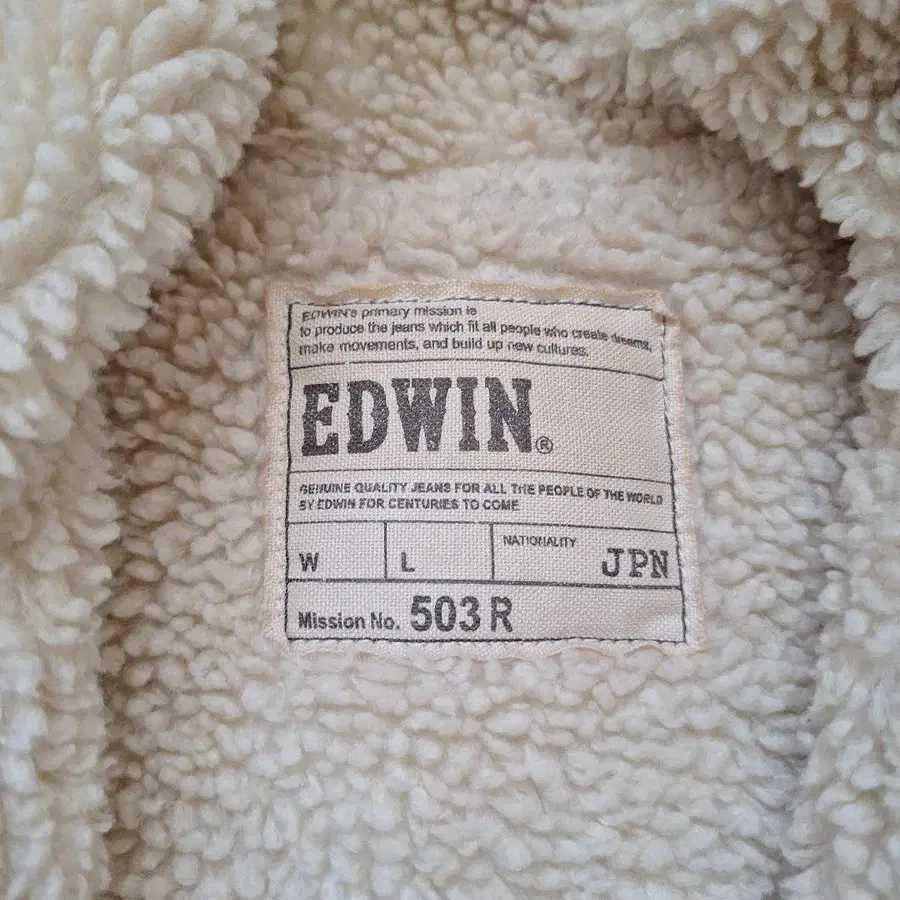 EDWIN's primary mission is
to produce the jeans which fit all people who create dreams,
make movements, and build up new cultures.
EDWIN®
GENUINE QUALITY JEANS FOR ALL THE PEOPLE OF THE WORLD
BY EDWIN FOR CENTURIES TO COME
W L NATIONALITY JPN
Mission No. 503R